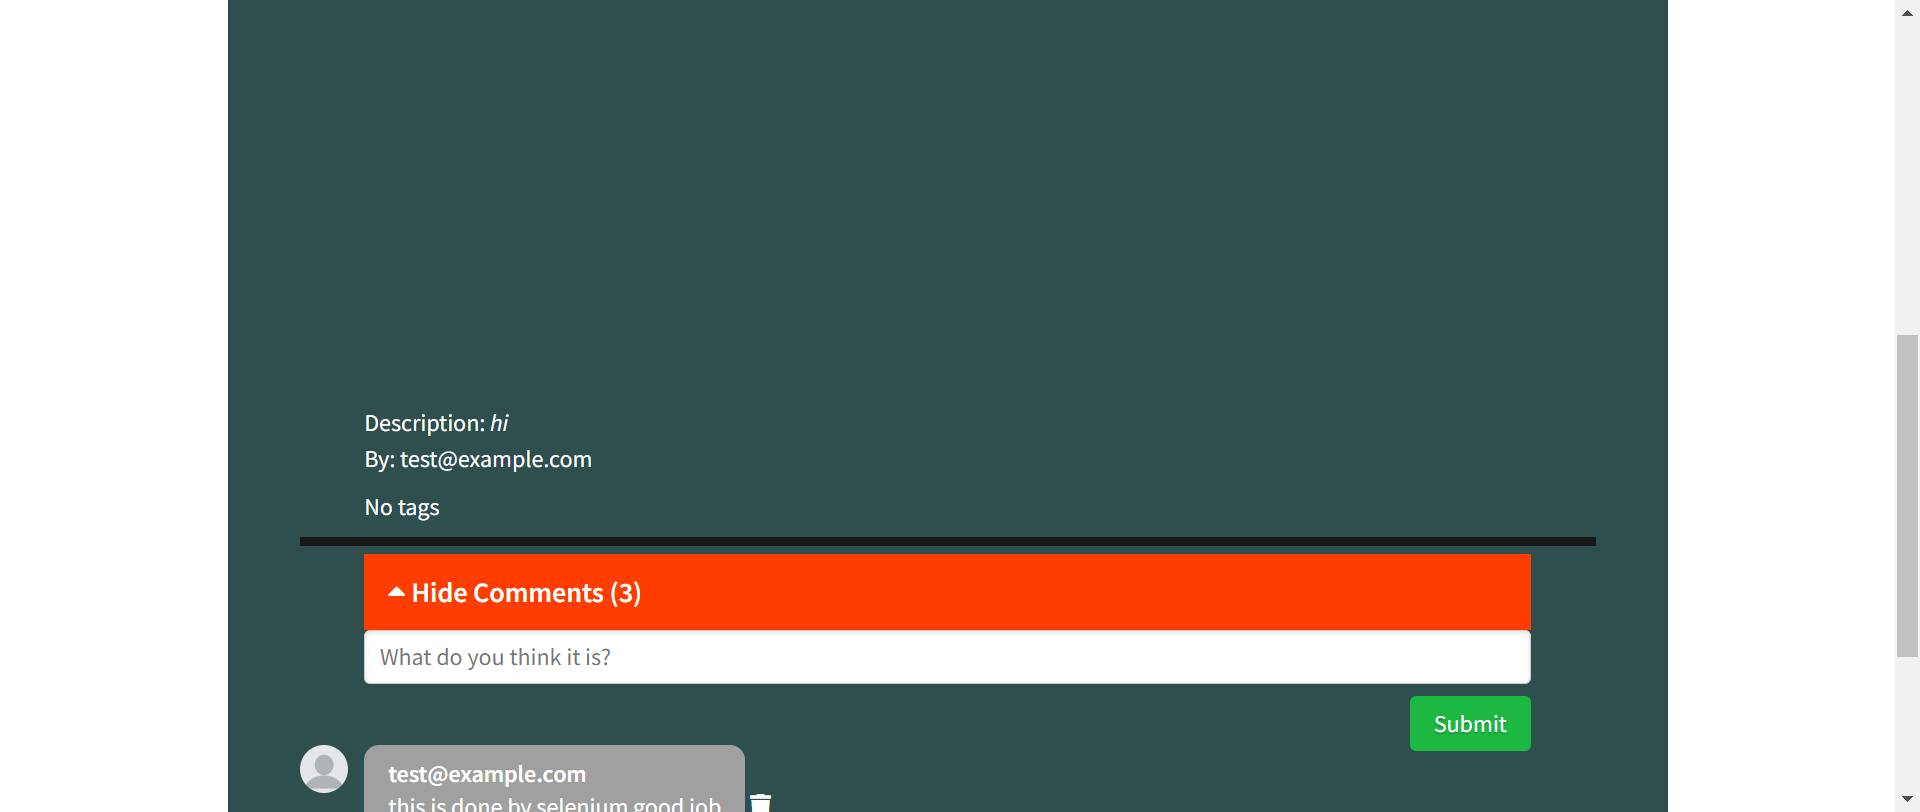 Description: hi
By: test@example.com
No tags
Hide Comments (3)
What do you think it is?
Submit
test@example.com
this is done by selenium good job